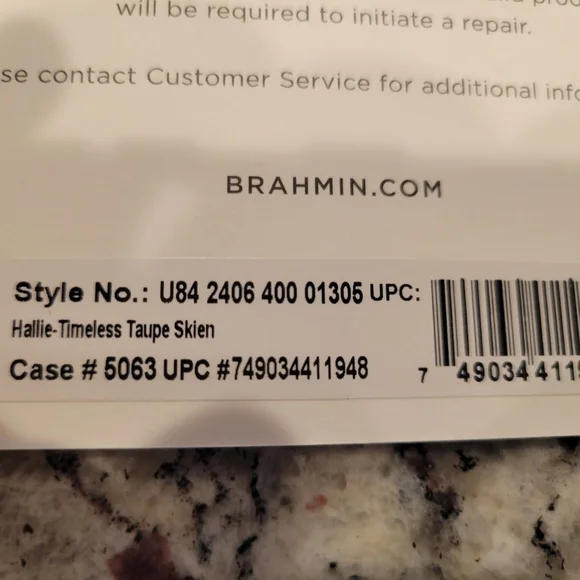 will be required to initiate a repair.
se contact Customer Service for additional info
BRAHMIN.COM
Style No.: U84 2406 400 01305 UPC:
Hallie-Timeless Taupe Skien
Case # 5063 UPC #749034411948
7 49034 4119